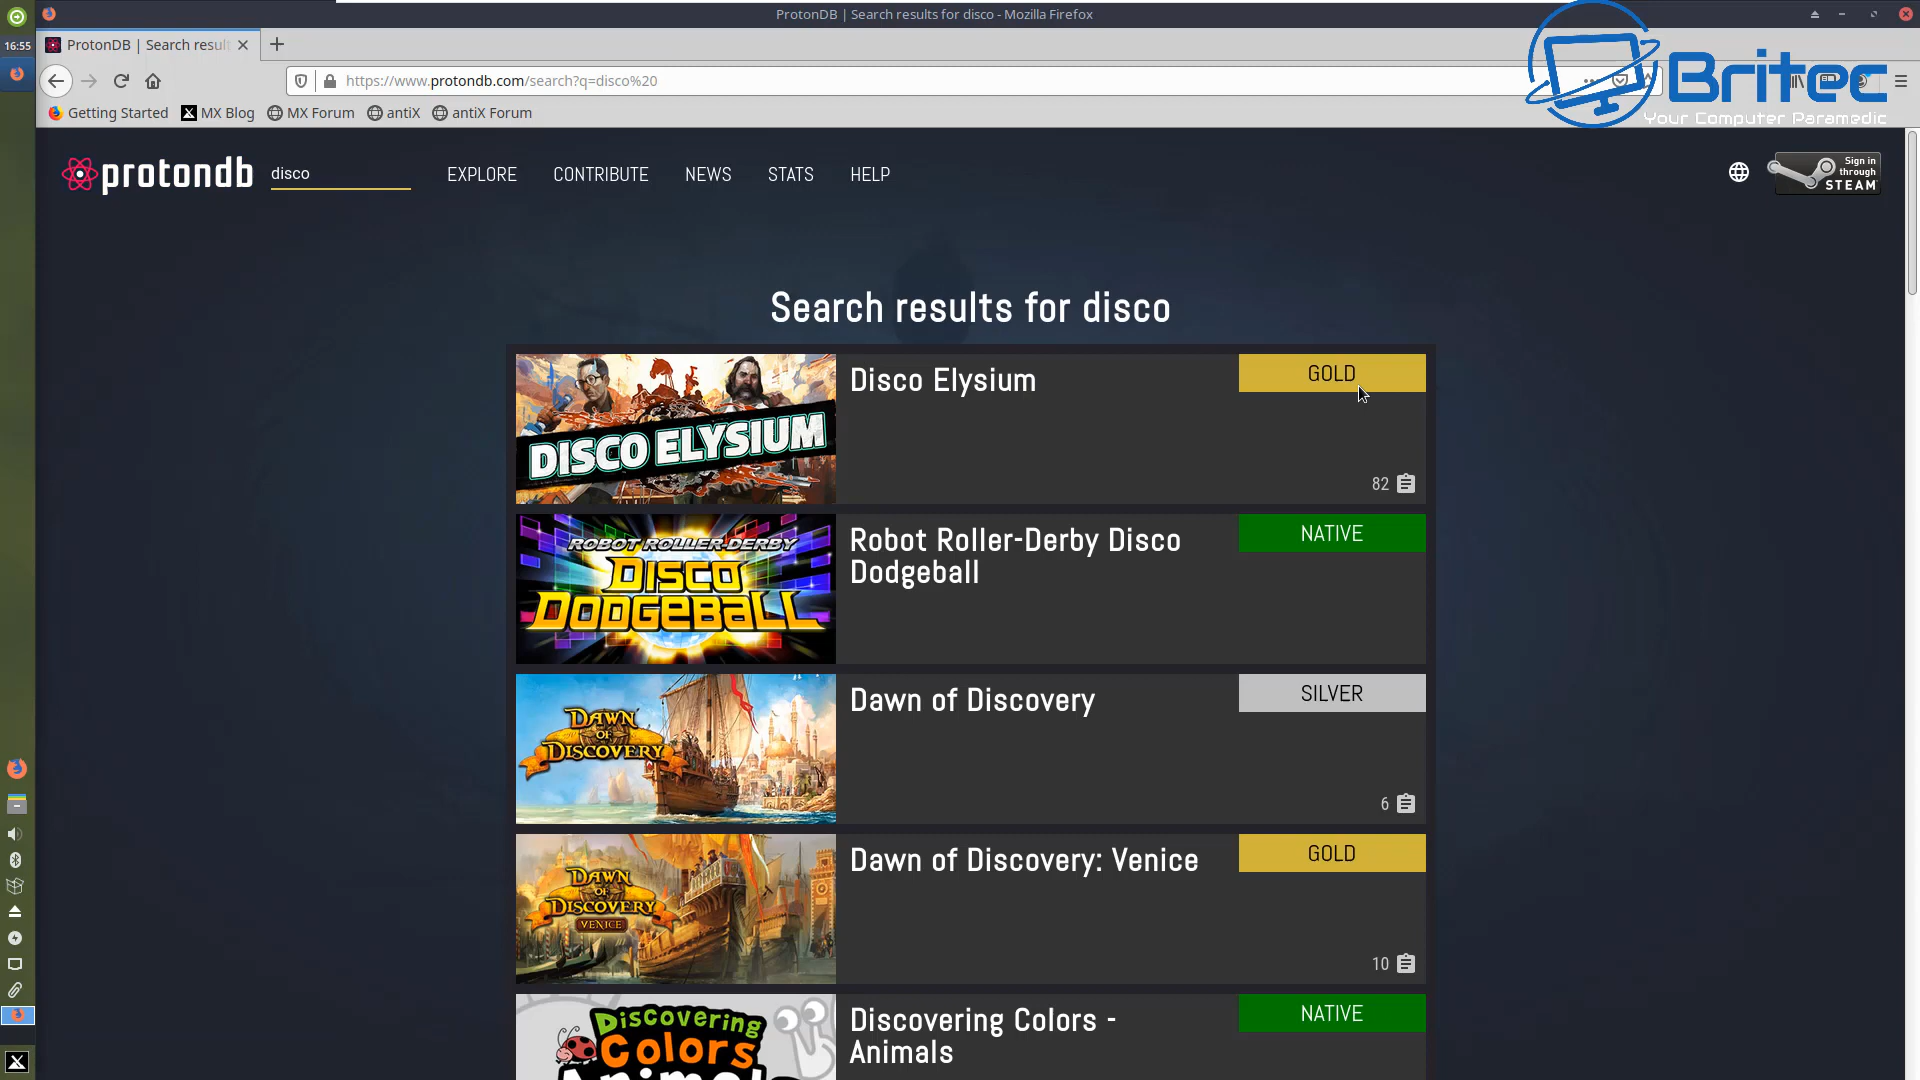 ProtonDB | Search results for disco - Mozilla Firefox
16:55
ProtonDB | Search resul
https://www.protondb.com/search?q=disco%20
Britec
Your Computer Paramedic
Getting Started
MX Blog
MX Forum
antiX
antiX Forum
protondb
disco
EXPLORE
CONTRIBUTE
NEWS
STATS
HELP
Sign in
through
STEAM
Search results for disco
DISCO ELYSIUM
Disco Elysium
GOLD
82
ROBOT ROLLER-DERBY
DISCO
DODGEBALL
Robot Roller-Derby Disco
Dodgeball
NATIVE
DAWN
OF
DISCOVERY
Dawn of Discovery
SILVER
6
DAWN
OF
DISCOVERY
VENICE
Dawn of Discovery: Venice
GOLD
10
Discovering
Colors
Animal
Discovering Colors -
Animals
NATIVE